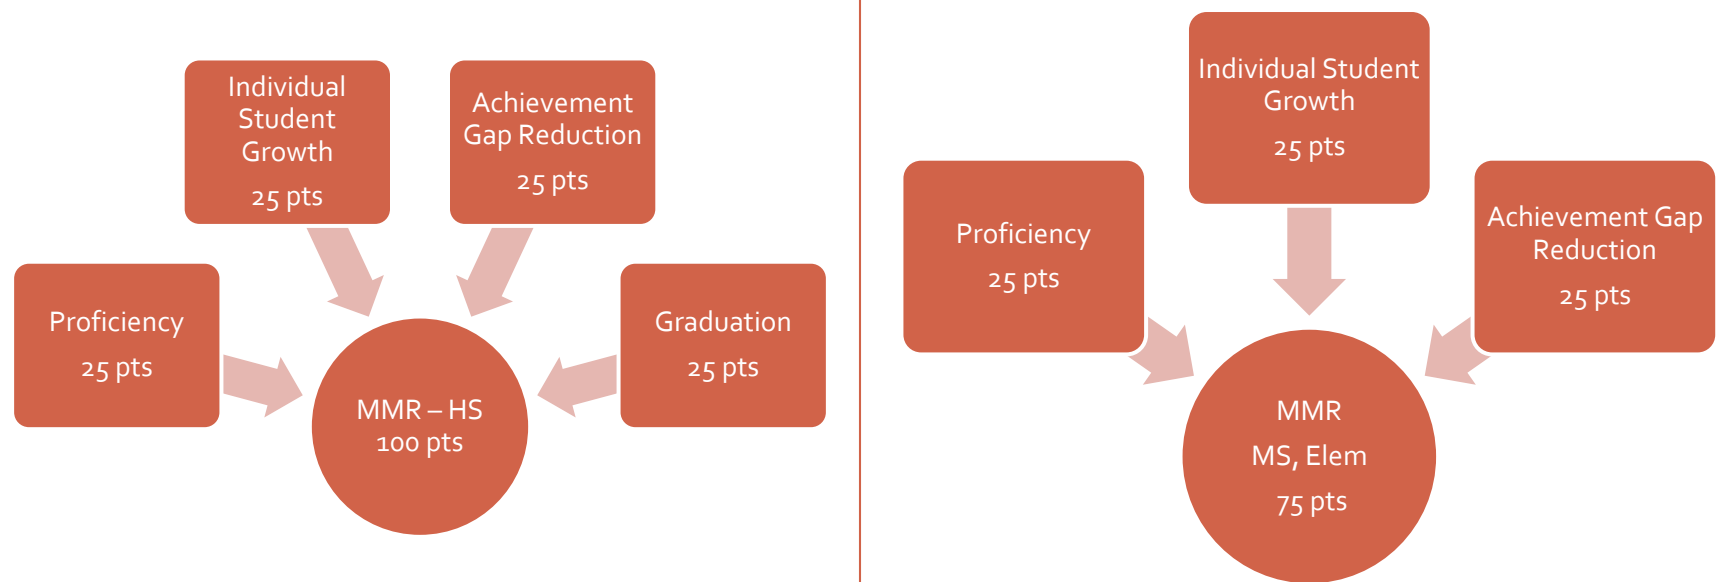 Individual
Student
Growth
25 pts
Achievement
Gap Reduction
25 pts
Proficiency
25 pts
Graduation
25 pts
MMR – HS
100 pts
Individual Student
Growth
25 pts
Proficiency
25 pts
Achievement Gap
Reduction
25 pts
MMR
MS, Elem
75 pts